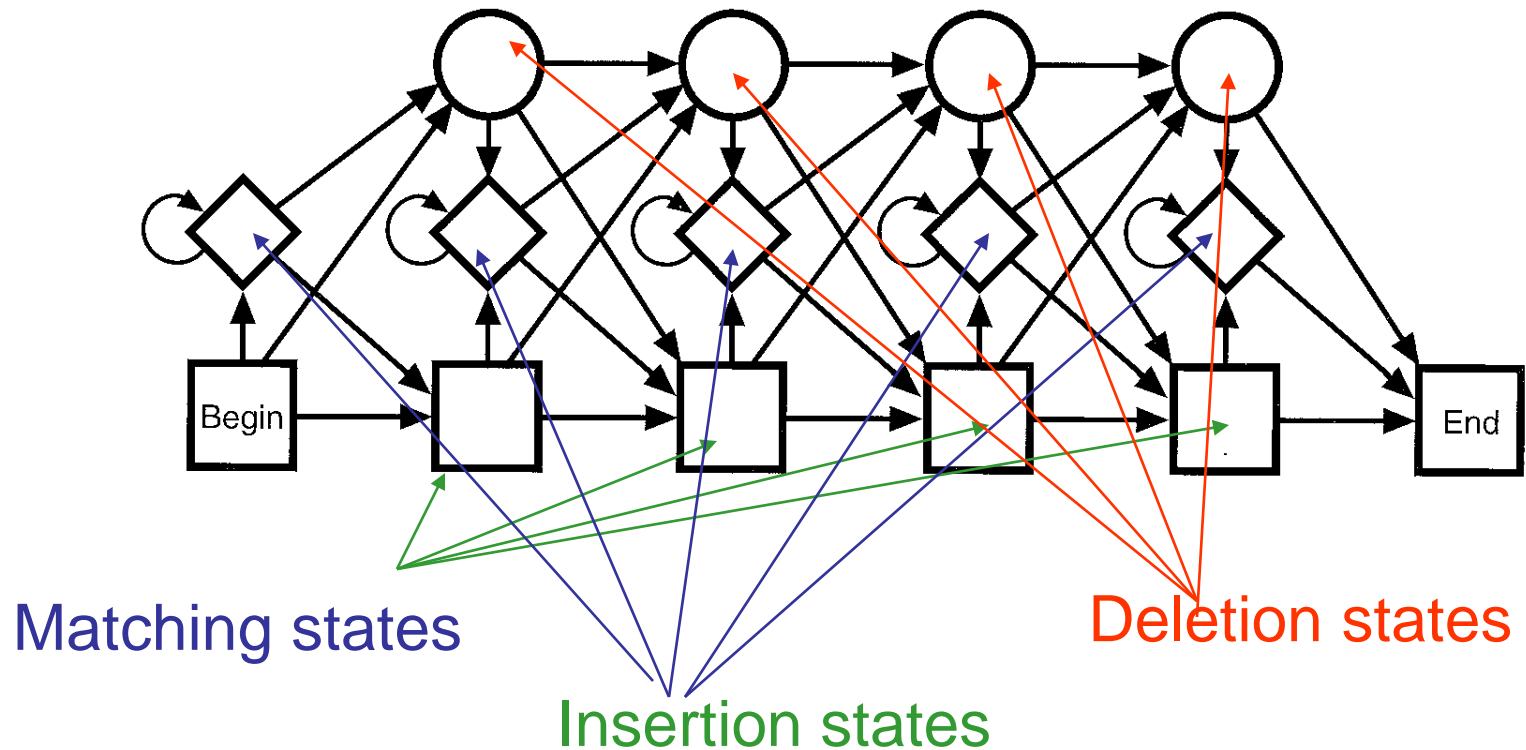 Begin
End
Matching states
Deletion states
Insertion states